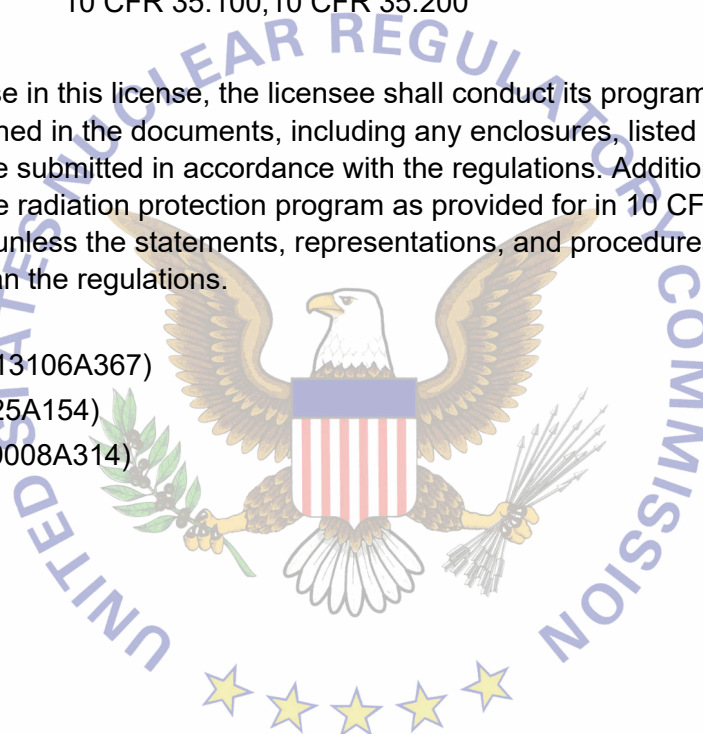 10 CFR 35.100,10 CFR 35.200
se in this license, the licensee shall conduct its program
ned in the documents, including any enclosures, listed
e submitted in accordance with the regulations. Additio
e radiation protection program as provided for in 10 CF
unless the statements, representations, and procedure
an the regulations.
13106A367)
25A154)
0008A314)
UNITED STATES NUCLEAR REGULATORY COMMISSION